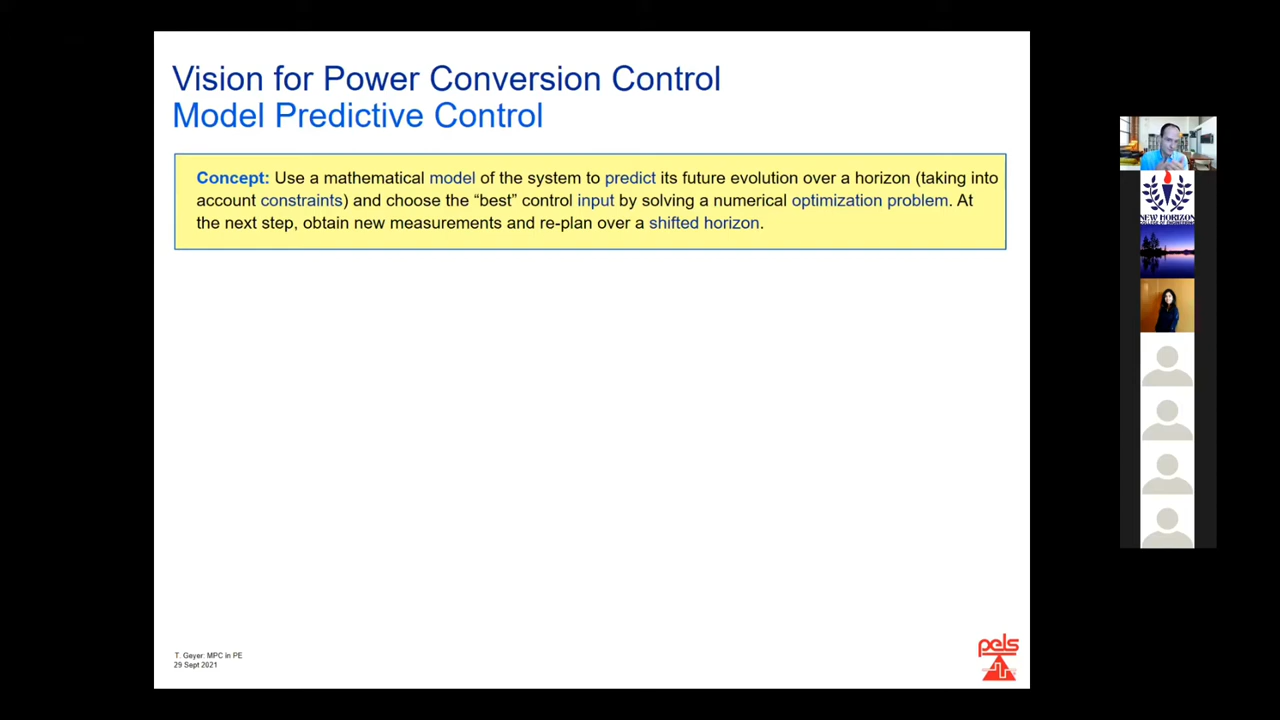 Vision for Power Conversion Control
Model Predictive Control
Concept: Use a mathematical model of the system to predict its future evolution over a horizon (taking into
account constraints) and choose the “best” control input by solving a numerical optimization problem. At
the next step, obtain new measurements and re-plan over a shifted horizon.
T. Geyer: MPC in PE
29 Sept 2021
pels
NEW HORIZON
COLLEGE OF ENGINEERING